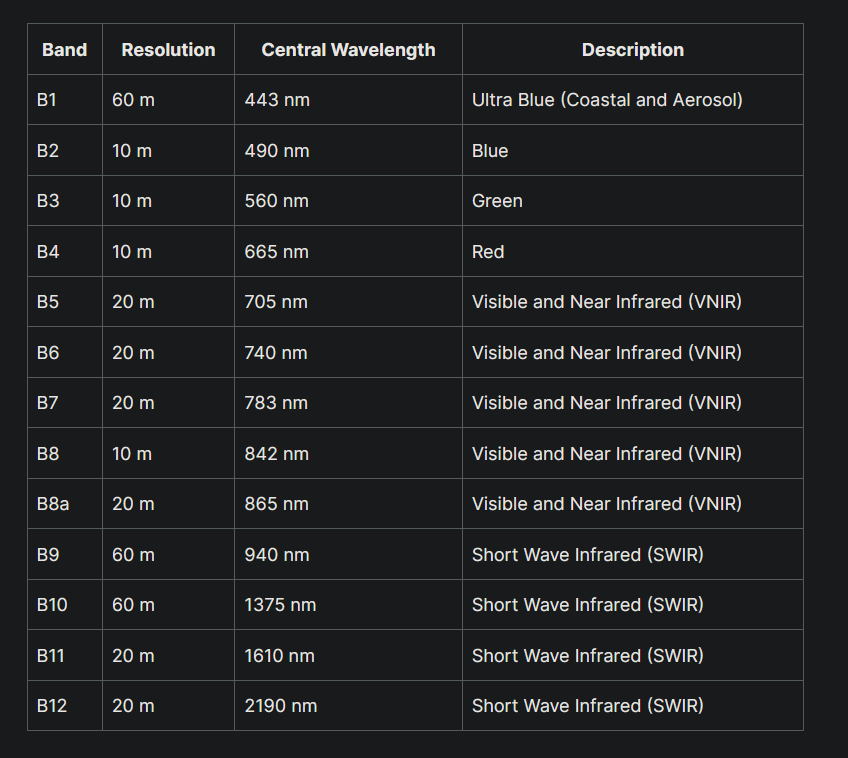 Band Resolution Central Wavelength Description
B1 60 m 443 nm Ultra Blue (Coastal and Aerosol)
B2 10 m 490 nm Blue
B3 10 m 560 nm Green
B4 10 m 665 nm Red
B5 20 m 705 nm Visible and Near Infrared (VNIR)
B6 20 m 740 nm Visible and Near Infrared (VNIR)
B7 20 m 783 nm Visible and Near Infrared (VNIR)
B8 10 m 842 nm Visible and Near Infrared (VNIR)
B8a 20 m 865 nm Visible and Near Infrared (VNIR)
B9 60 m 940 nm Short Wave Infrared (SWIR)
B10 60 m 1375 nm Short Wave Infrared (SWIR)
B11 20 m 1610 nm Short Wave Infrared (SWIR)
B12 20 m 2190 nm Short Wave Infrared (SWIR)